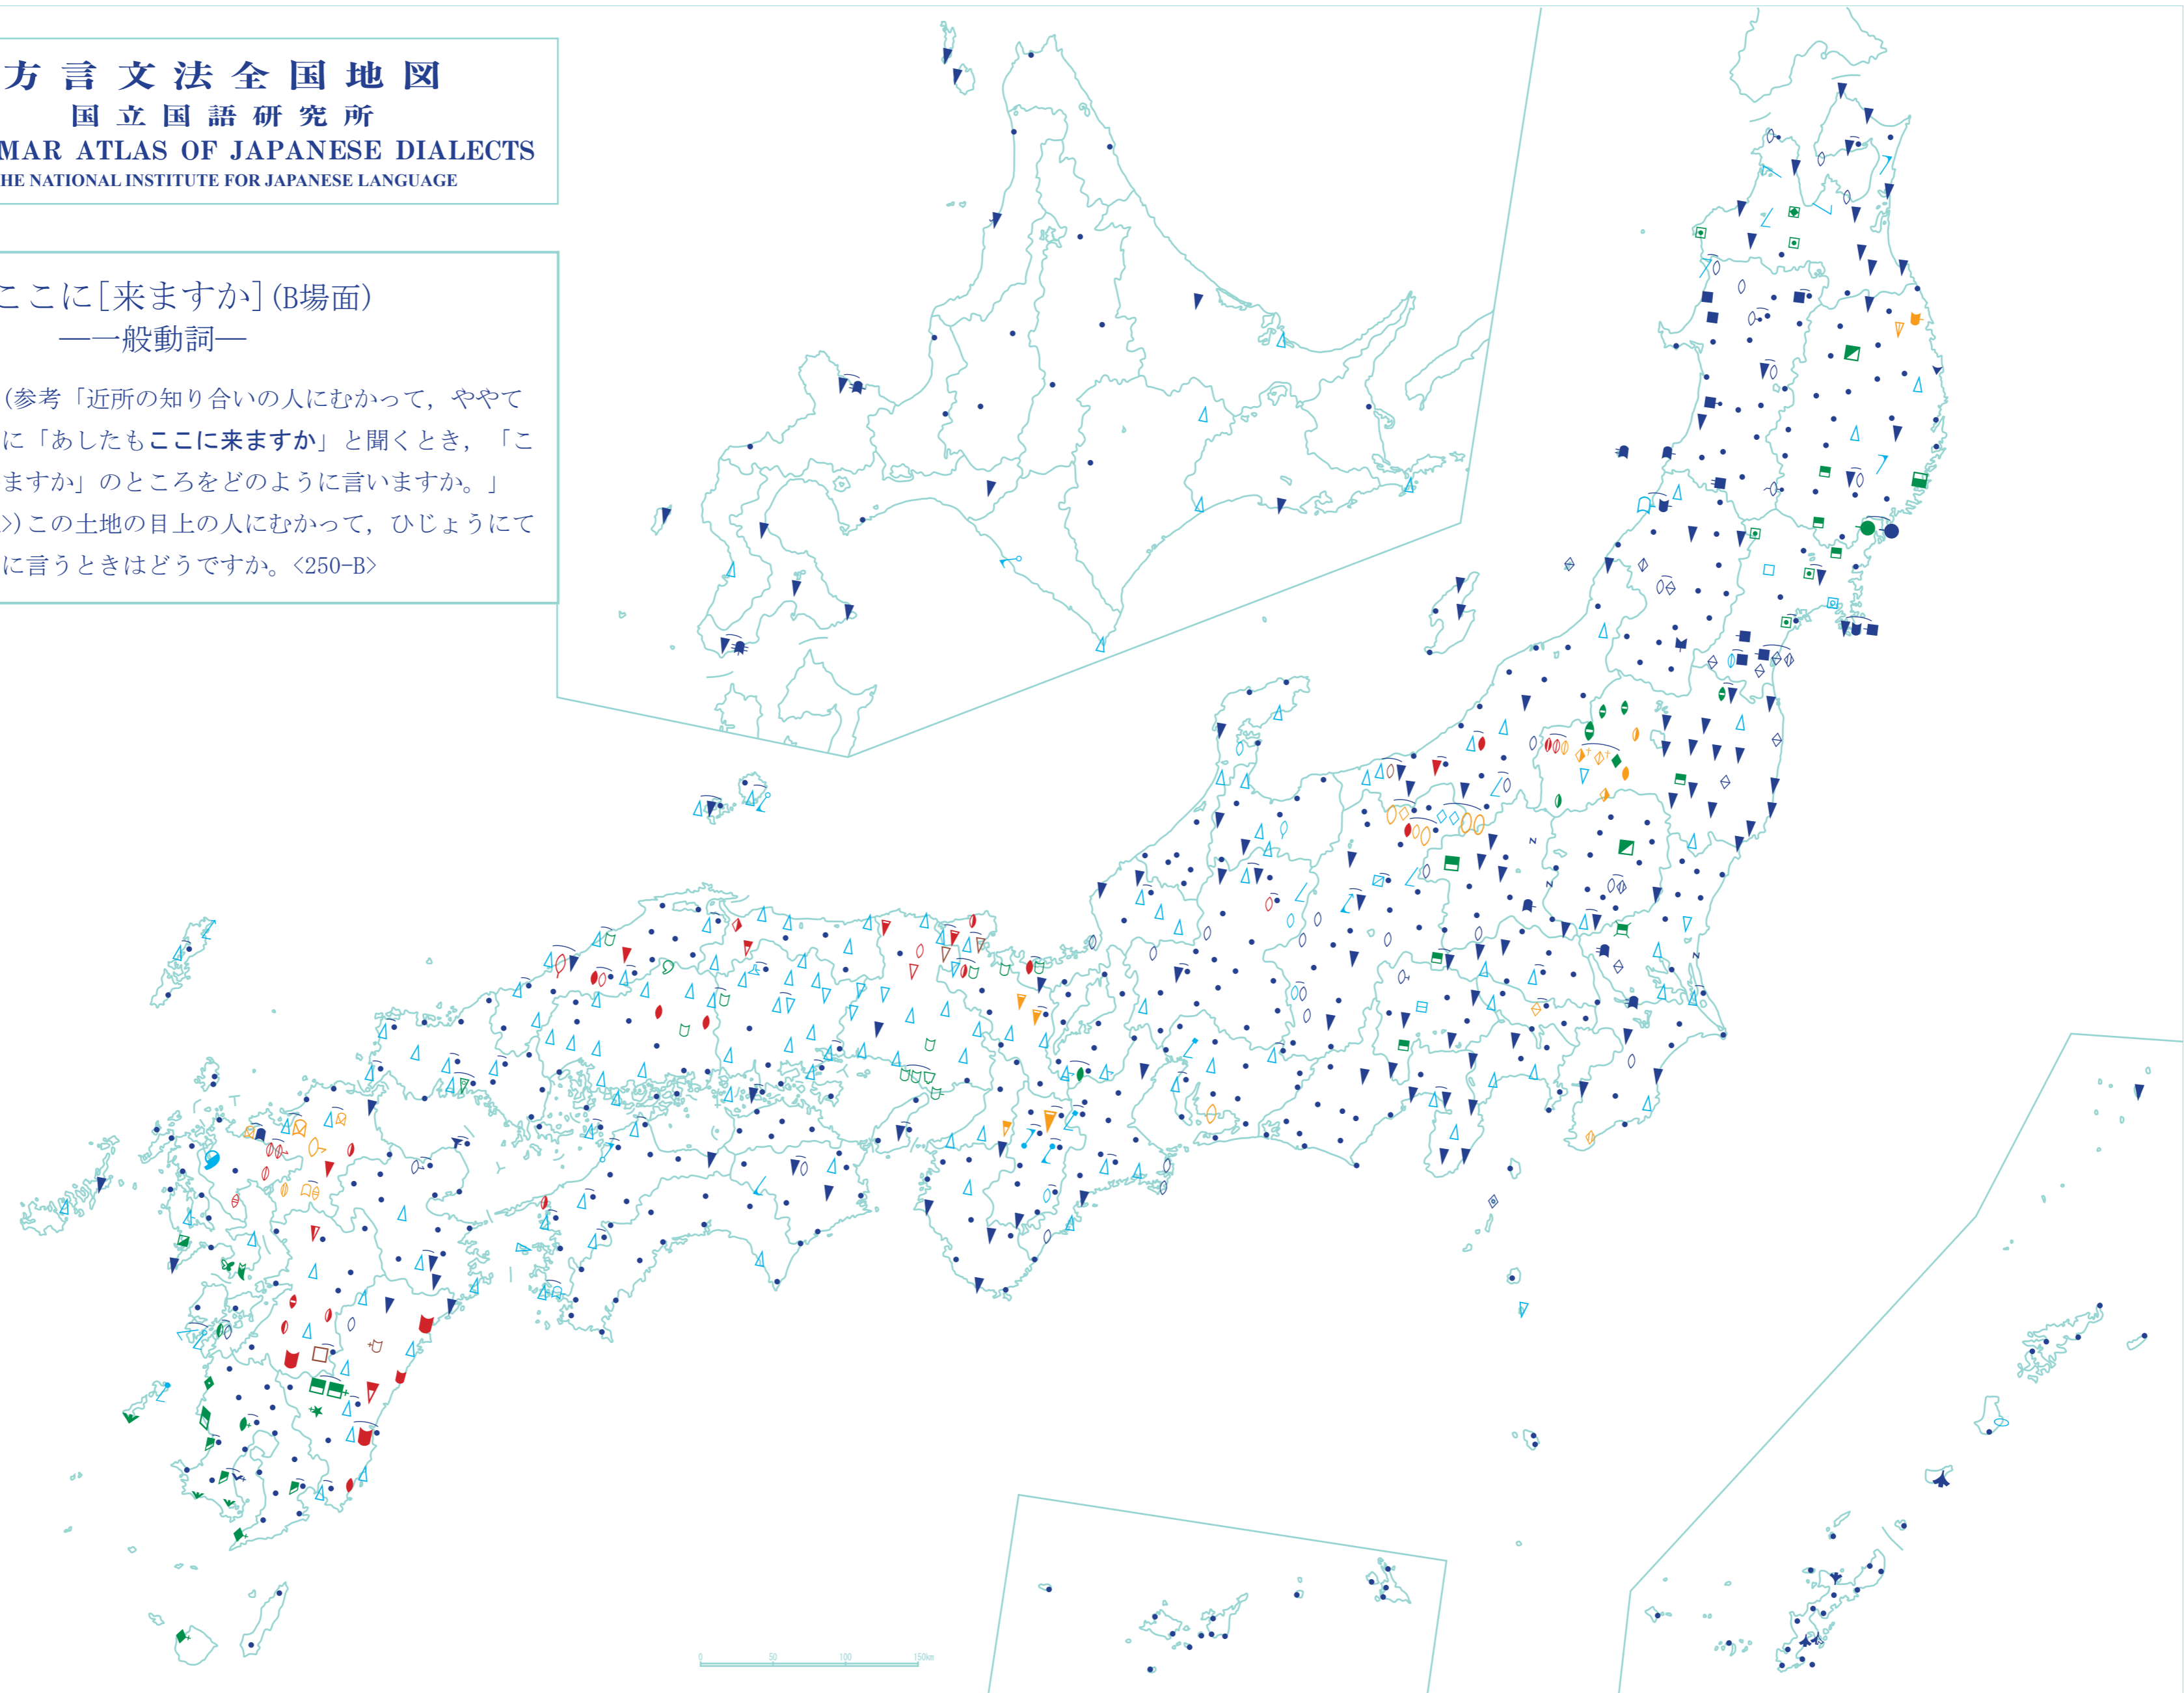 方言文法全国地図
国立国語研究所
MAR ATLAS OF JAPANESE DIALECTS
HE NATIONAL INSTITUTE FOR JAPANESE LANGUAGE
ここに[来ますか](B場面)
―一般動詞―
(参考「近所の知り合いの人にむかって，ややて
に「あしたもここに来ますか」と聞くとき，「こ
ますか」のところをどのように言いますか。」
>)この土地の目上の人にむかって，ひじょうにて
に言うときはどうですか。<250-B>
0 50 100 150km